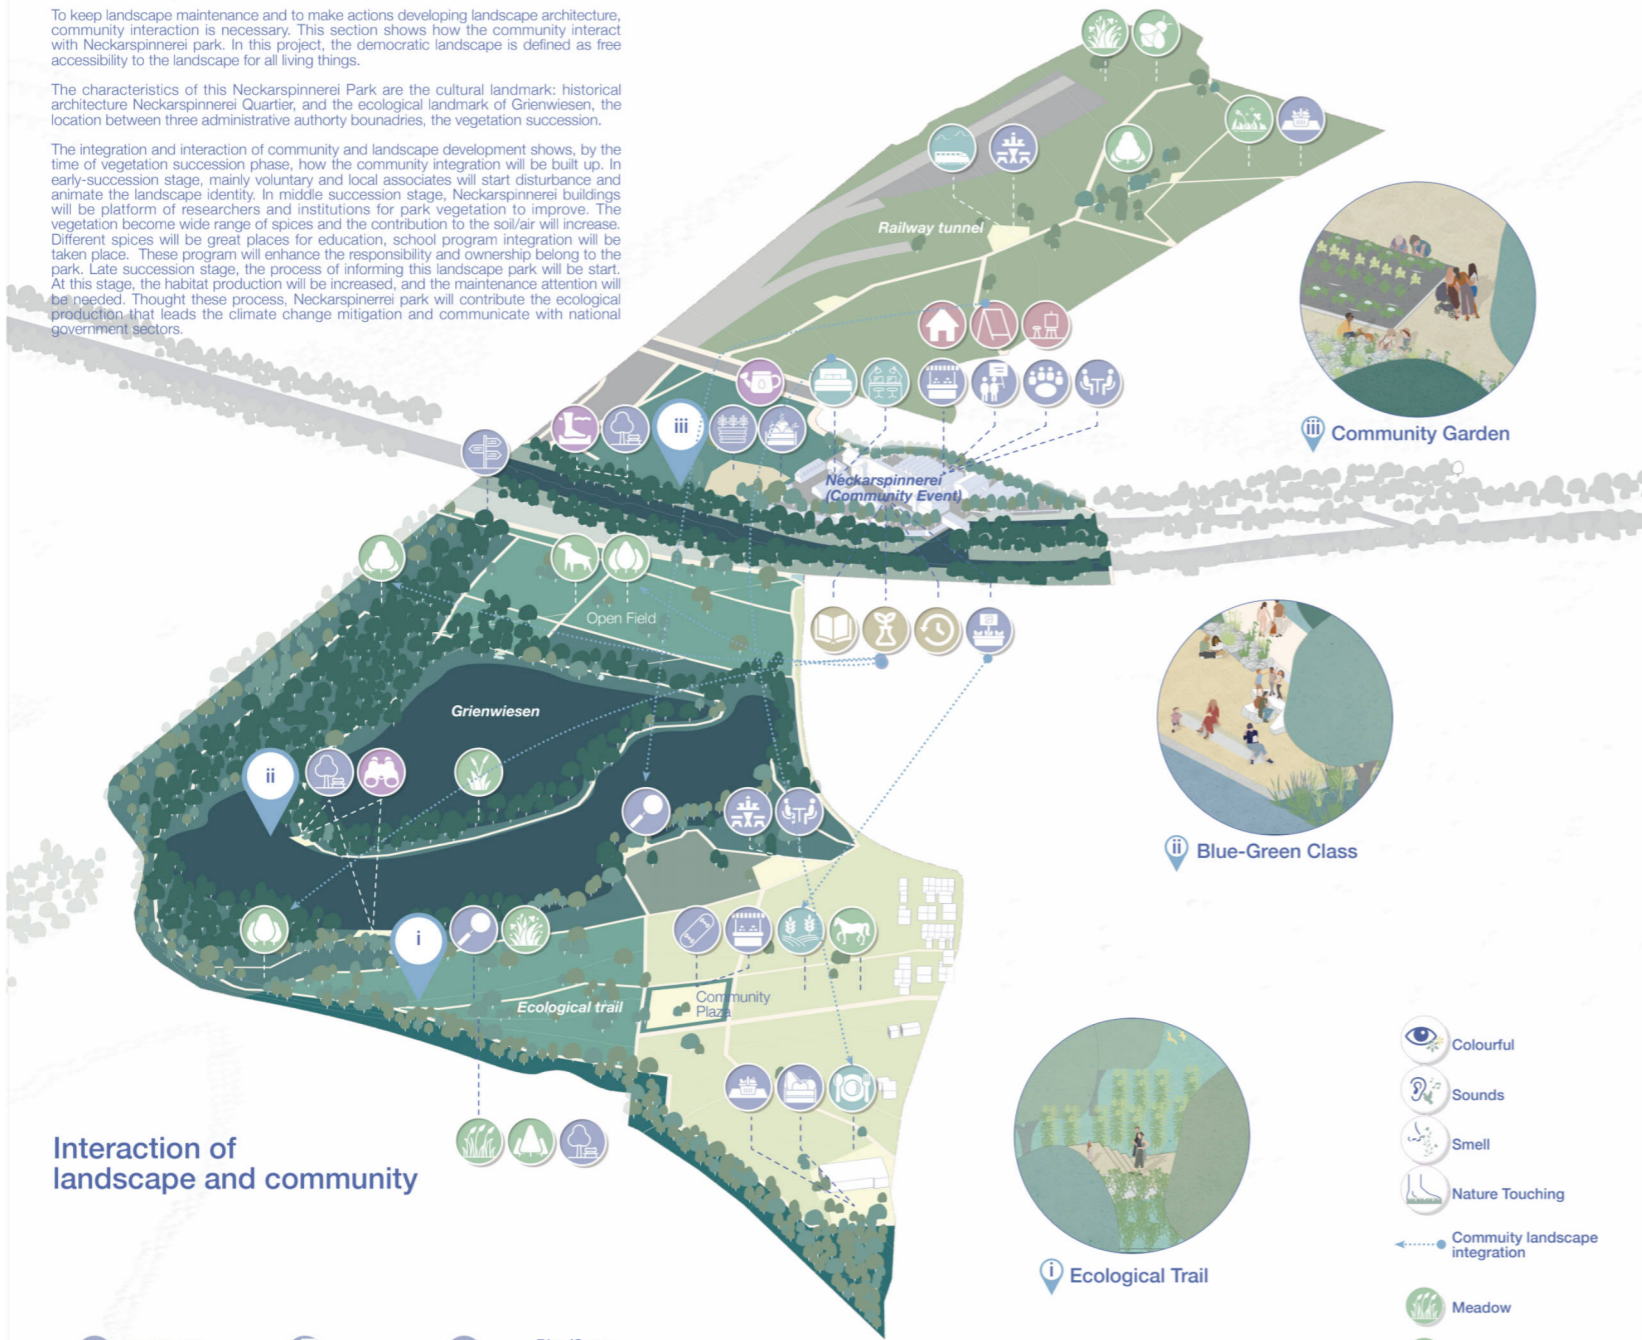 To keep landscape maintenance and to make actions developing landscape architecture,
community interaction is necessary. This section shows how the community interact
with Neckarspinnerei park. In this project, the democratic landscape is defined as free
accessibility to the landscape for all living things.
The characteristics of this Neckarspinnerei Park are the cultural landmark: historical
architecture Neckarspinnerei Quartier, and the ecological landmark of Grienwiesen, the
location between three administrative authorty bounadries, the vegetation succession.
The integration and interaction of community and landscape development shows, by the
time of vegetation succession phase, how the community integration will be built up. In
early-succession stage, mainly voluntary and local associates will start disturbance and
animate the landscape identity. In middle succession stage, Neckarspinnerei buildings
will be platform of researchers and institutions for park vegetation to improve. The
vegetation become wide range of spices and the contribution to the soil/air will increase.
Different spices will be great places for education, school program integration will be
taken place. These program will enhance the responsibility and ownership belong to the
park. Late succession stage, the process of informing this landscape park will be start.
At this stage, the habitat production will be increased, and the maintenance attention will
be needed. Thought these process, Neckarspinerrei park will contribute the ecological
production that leads the climate change mitigation and communicate with national
government sectors.
Railway tunnel
iii
Neckarspinnerei
(Community Event)
iii Community Garden
Open Field
Grienwiesen
ii
ii Blue-Green Class
i
Ecological trail
Community
Plaza
Interaction of
landscape and community
i Ecological Trail
Colourful
Sounds
Smell
Nature Touching
Commuity landscape
integration
Meadow